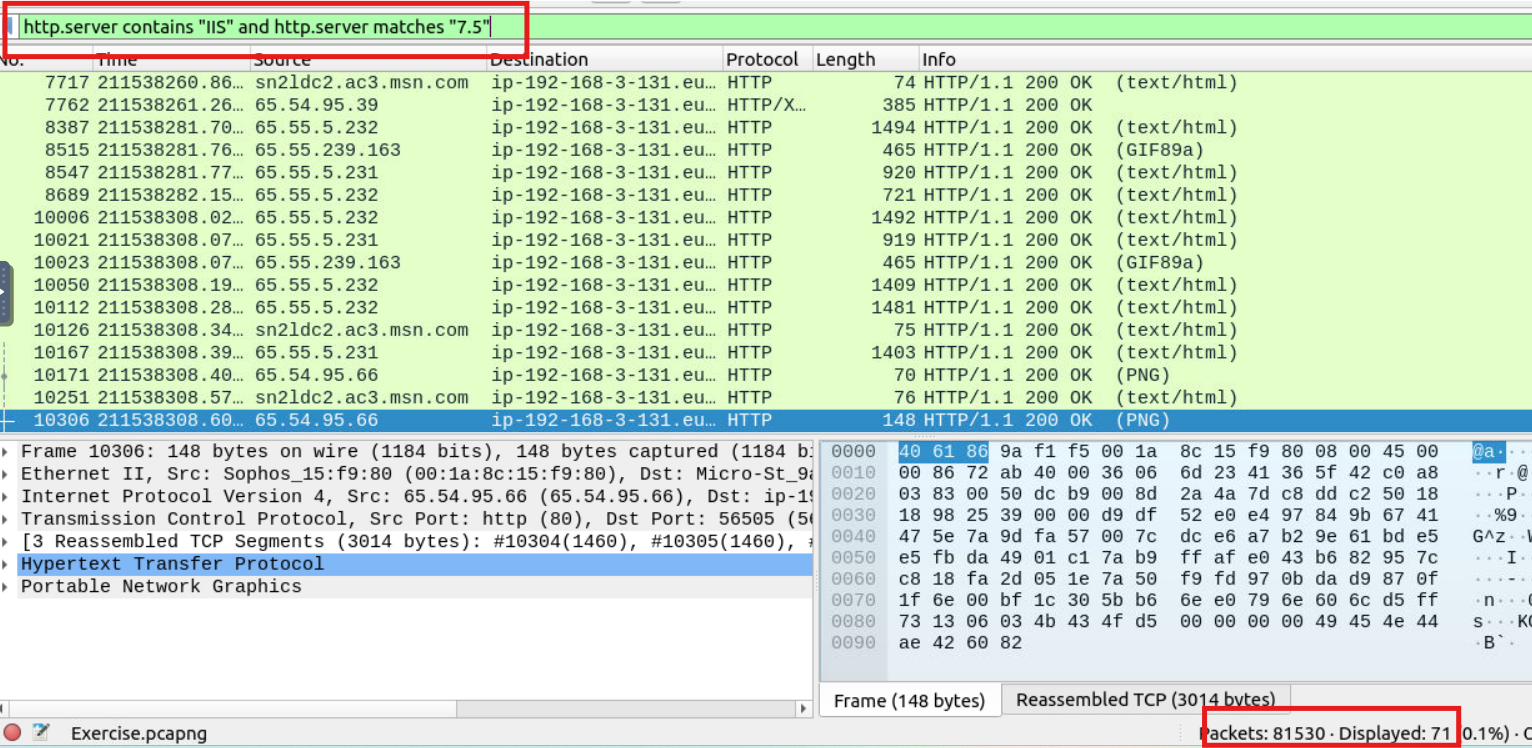 http.server contains "IIS" and http.server matches "7.5"
No. Time Source Destination Protocol Length Info
7717 211538260.86… sn2ldc2.ac3.msn.com ip-192-168-3-131.eu… HTTP 74 HTTP/1.1 200 OK (text/html)
7762 211538261.26… 65.54.95.39 ip-192-168-3-131.eu… HTTP/X… 385 HTTP/1.1 200 OK
8387 211538281.70… 65.55.5.232 ip-192-168-3-131.eu… HTTP 1494 HTTP/1.1 200 OK (text/html)
8515 211538281.76… 65.55.239.163 ip-192-168-3-131.eu… HTTP 465 HTTP/1.1 200 OK (GIF89a)
8547 211538281.77… 65.55.5.231 ip-192-168-3-131.eu… HTTP 920 HTTP/1.1 200 OK (text/html)
8689 211538282.15… 65.55.5.232 ip-192-168-3-131.eu… HTTP 721 HTTP/1.1 200 OK (text/html)
10006 211538308.02… 65.55.5.232 ip-192-168-3-131.eu… HTTP 1492 HTTP/1.1 200 OK (text/html)
10021 211538308.07… 65.55.5.231 ip-192-168-3-131.eu… HTTP 919 HTTP/1.1 200 OK (text/html)
10023 211538308.07… 65.55.239.163 ip-192-168-3-131.eu… HTTP 465 HTTP/1.1 200 OK (GIF89a)
10050 211538308.19… 65.55.5.232 ip-192-168-3-131.eu… HTTP 1409 HTTP/1.1 200 OK (text/html)
10112 211538308.28… 65.55.5.232 ip-192-168-3-131.eu… HTTP 1481 HTTP/1.1 200 OK (text/html)
10126 211538308.34… sn2ldc2.ac3.msn.com ip-192-168-3-131.eu… HTTP 75 HTTP/1.1 200 OK (text/html)
10167 211538308.39… 65.55.5.231 ip-192-168-3-131.eu… HTTP 1403 HTTP/1.1 200 OK (text/html)
10171 211538308.40… 65.54.95.66 ip-192-168-3-131.eu… HTTP 70 HTTP/1.1 200 OK (PNG)
10251 211538308.57… sn2ldc2.ac3.msn.com ip-192-168-3-131.eu… HTTP 76 HTTP/1.1 200 OK (text/html)
10306 211538308.60… 65.54.95.66 ip-192-168-3-131.eu… HTTP 148 HTTP/1.1 200 OK (PNG)
Frame 10306: 148 bytes on wire (1184 bits), 148 bytes captured (1184 bi
Ethernet II, Src: Sophos_15:f9:80 (00:1a:8c:15:f9:80), Dst: Micro-St_9a
Internet Protocol Version 4, Src: 65.54.95.66 (65.54.95.66), Dst: ip-19
Transmission Control Protocol, Src Port: http (80), Dst Port: 56505 (56
[3 Reassembled TCP Segments (3014 bytes): #10304(1460), #10305(1460), #
Hypertext Transfer Protocol
Portable Network Graphics
0000 40 61 86 9a f1 f5 00 1a 8c 15 f9 80 08 00 45 00 @a·
0010 00 86 72 ab 40 00 36 06 6d 23 41 36 5f 42 c0 a8 ··r·@
0020 03 83 00 50 dc b9 00 8d 2a 4a 7d c8 dd c2 50 18 ···P·
0030 18 98 25 39 00 00 d9 df 52 e0 e4 97 84 9b 67 41 ··%9·
0040 47 5e 7a 9d fa 57 00 7c dc e6 a7 b2 9e 61 bd e5 G^z··W
0050 e5 fb da 49 01 c1 7a b9 ff af e0 43 b6 82 95 7c ···I·
0060 c8 18 fa 2d 05 1e 7a 50 f9 fd 97 0b da d9 87 0f ···-·
0070 1f 6e 00 bf 1c 30 5b b6 6e e0 79 6e 60 6c d5 ff ·n···0
0080 73 13 06 03 4b 43 4f d5 00 00 00 00 49 45 4e 44 s···KC
0090 ae 42 60 82 ·B`·
Frame (148 bytes) Reassembled TCP (3014 bytes)
Exercise.pcapng Packets: 81530 · Displayed: 71 (0.1%) ·